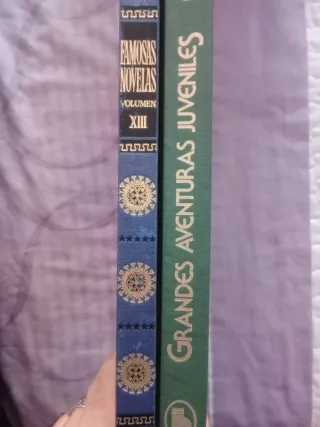 FAMOSAS
NOVELAS
VOLUMEN
XIII
GRANDES AVENTURAS JUVENILES